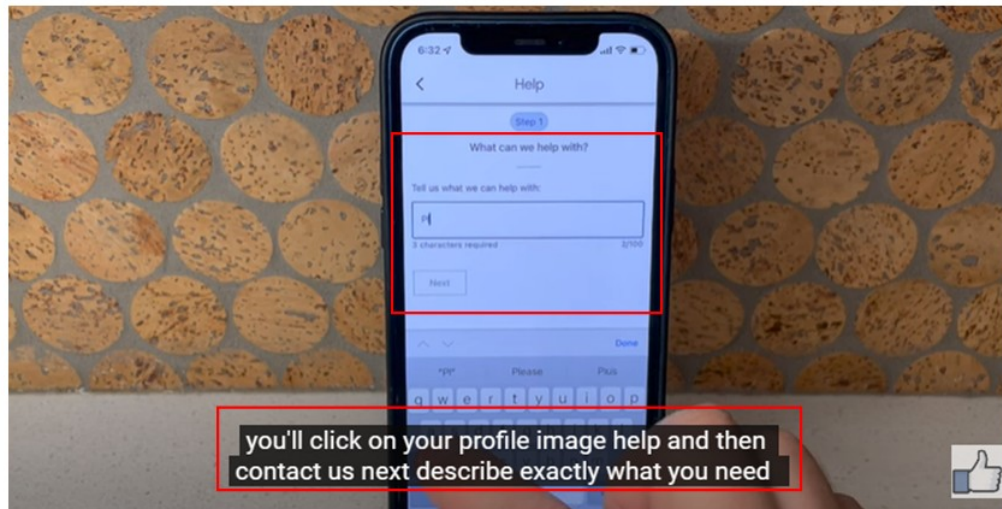 6:32
Help
Step 1
What can we help with?
Tell us what we can help with:
Pl
3 characters required 2/100
Next
Done
"Pl" Please Plus
q w e r t y u i o p
you'll click on your profile image help and then
contact us next describe exactly what you need